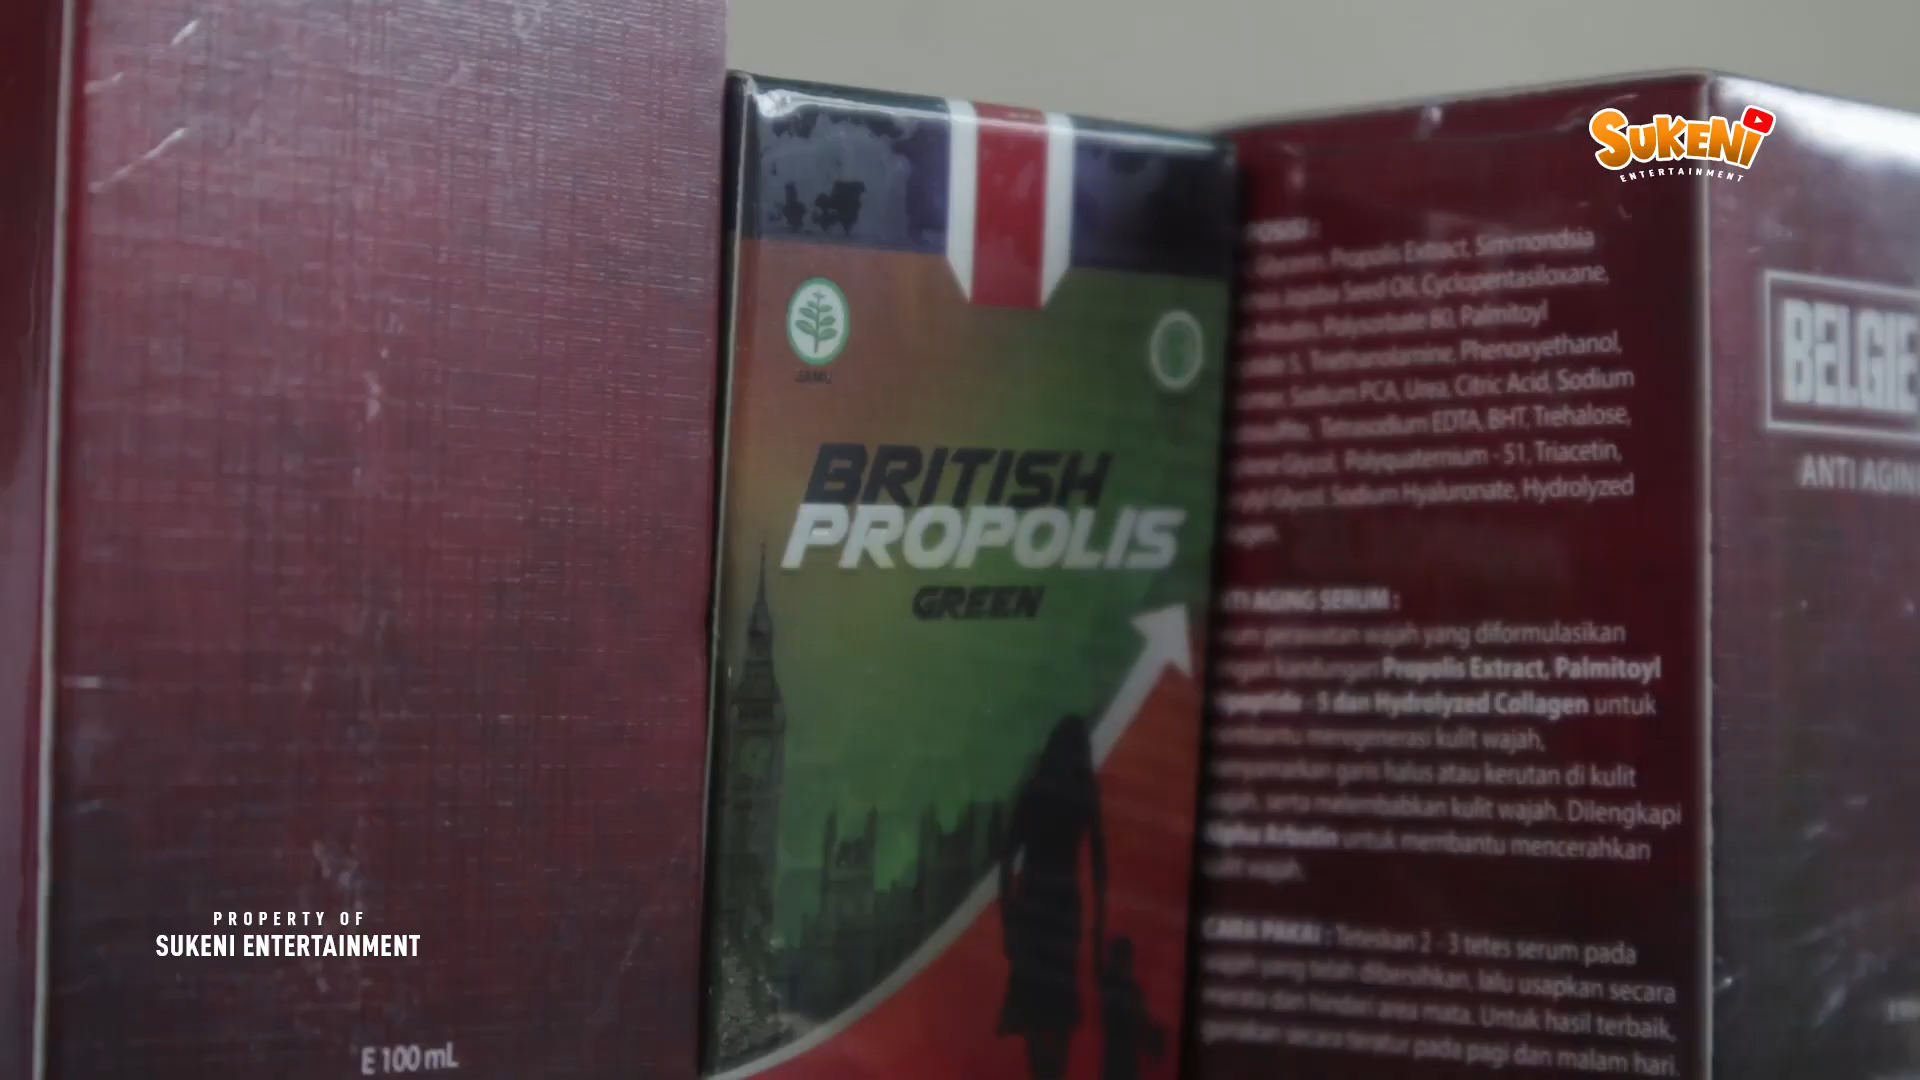 SUKENI
ENTERTAINMENT
JAMU
BRITISH
PROPOLIS
GREEN
Propolis Extract, Simmondsia
Jojoba Seed Oil, Cyclopentasiloxane,
Arbutin, Polysorbate 80, Palmitoyl
5, Triethanolamine, Phenoxyethanol,
Sodium PCA, Urea, Citric Acid, Sodium
Tetrasodium EDTA, BHT, Trehalose,
Glycol, Polyquaternium - 51, Triacetin,
Glycol, Sodium Hyaluronate, Hydrolyzed
AGING SERUM :
perawatan wajah yang diformulasikan
kandungan Propolis Extract, Palmitoyl
- 5 dan Hydrolyzed Collagen untuk
meregenerasi kulit wajah,
garis halus atau kerutan di kulit
serta melembabkan kulit wajah. Dilengkapi
Arbutin untuk membantu mencerahkan
kulit wajah.
CARA PAKAI : Teteskan 2 - 3 tetes serum pada
wajah yang telah dibersihkan, lalu usapkan secara
merata dan hindari area mata. Untuk hasil terbaik,
gunakan secara teratur pada pagi dan malam hari.
BELGIE
ANTI AGIN
PROPERTY OF
SUKENI ENTERTAINMENT
E 100 mL